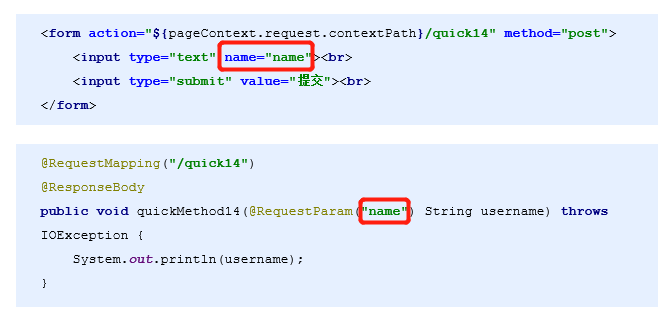 <form action="${pageContext.request.contextPath}/quick14" method="post">
    <input type="text" name="name"><br>
    <input type="submit" value="提交"><br>
</form>
@RequestMapping("/quick14")
@ResponseBody
public void quickMethod14(@RequestParam("name") String username) throws
IOException {
    System.out.println(username);
}